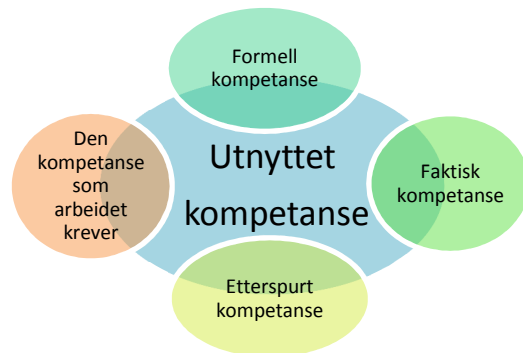 Formell
kompetanse
Den
kompetanse
som
arbeidet
krever
Utnyttet
kompetanse
Faktisk
kompetanse
Etterspurt
kompetanse